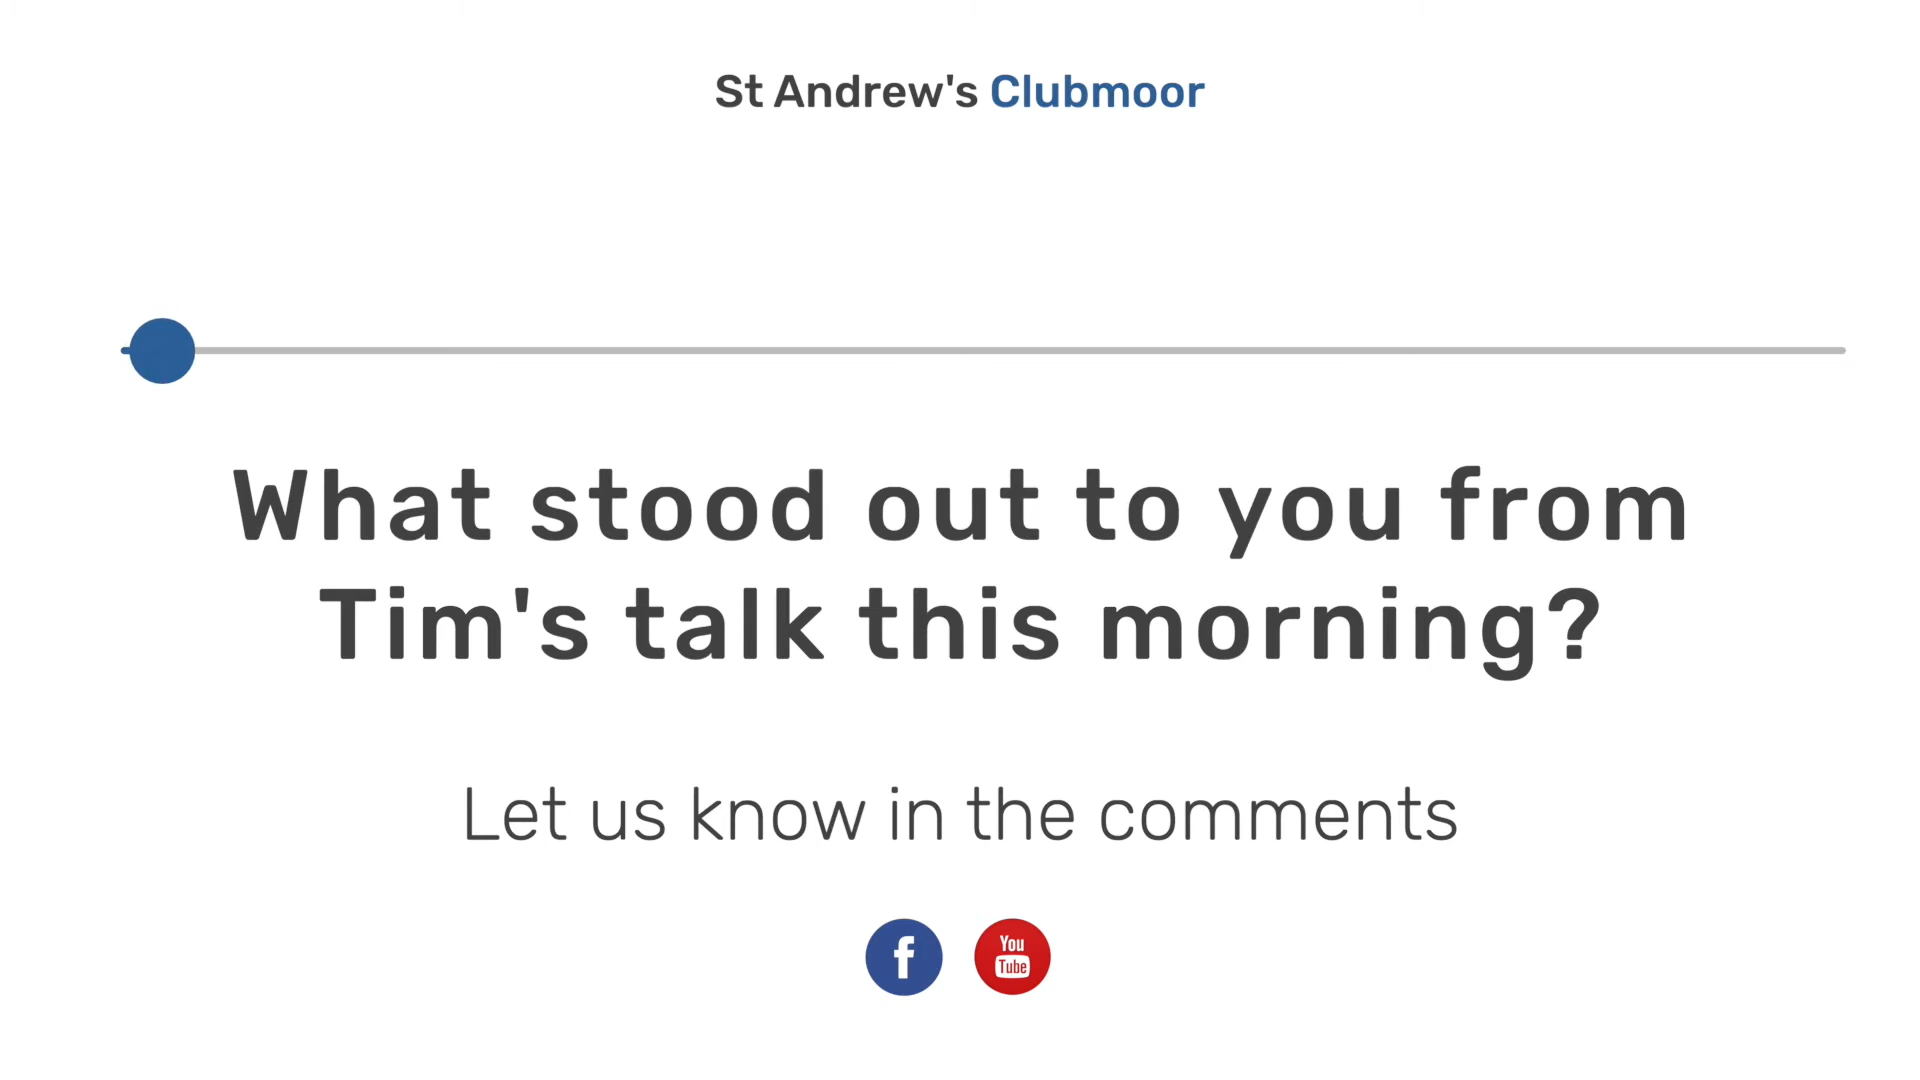 St Andrew's Clubmoor
What stood out to you from
Tim's talk this morning?
Let us know in the comments
f
You
Tube